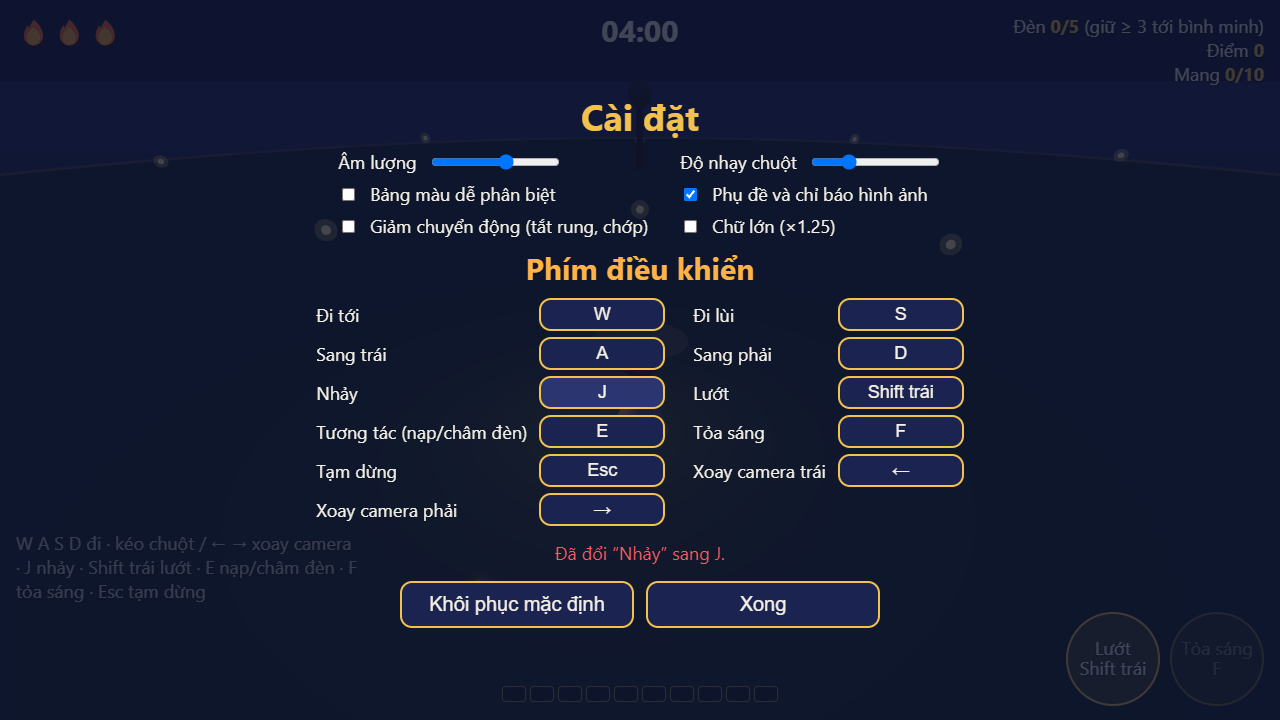 04:00
Đèn 0/5 (giữ ≥ 3 tới bình minh)
Điểm 0
Mang 0/10
Cài đặt
Âm lượng
Độ nhạy chuột
Bảng màu dễ phân biệt
Phụ đề và chỉ báo hình ảnh
Giảm chuyển động (tắt rung, chớp)
Chữ lớn (×1.25)
Phím điều khiển
Đi tới W
Đi lùi S
Sang trái A
Sang phải D
Nhảy J
Lướt Shift trái
Tương tác (nạp/châm đèn) E
Tỏa sáng F
Tạm dừng Esc
Xoay camera trái ←
Xoay camera phải →
W A S D đi · kéo chuột / ← → xoay camera
· J nhảy · Shift trái lướt · E nạp/châm đèn · F
tỏa sáng · Esc tạm dừng
Đã đổi “Nhảy” sang J.
Khôi phục mặc định
Xong
Lướt
Shift trái
Tỏa sáng
F